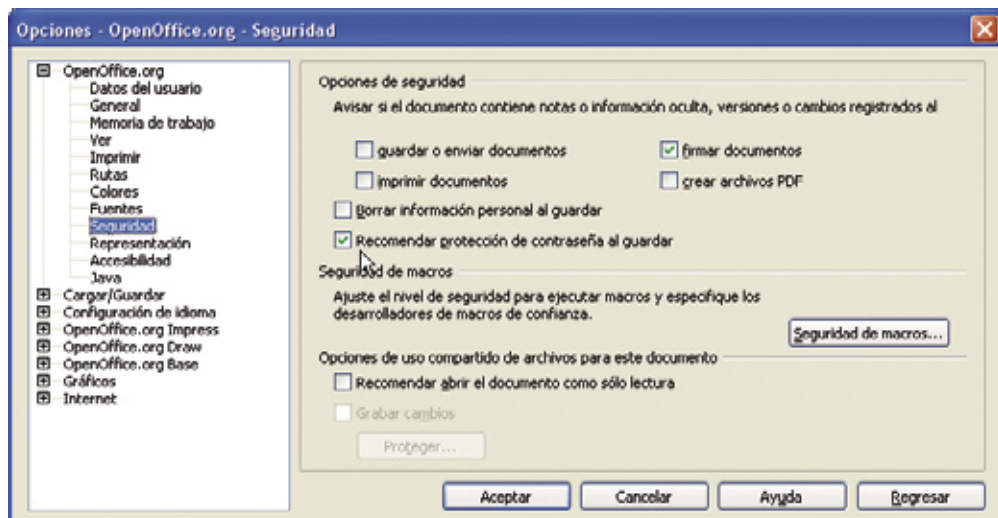 Opciones - OpenOffice.org - Seguridad
OpenOffice.org
Datos del usuario
General
Memoria de trabajo
Ver
Imprimir
Rutas
Colores
Fuentes
Seguridad
Representación
Accesibilidad
Java
Cargar/Guardar
Configuración de idioma
OpenOffice.org Impress
OpenOffice.org Draw
OpenOffice.org Base
Gráficos
Internet
Opciones de seguridad
Avisar si el documento contiene notas o información oculta, versiones o cambios registrados al
guardar o enviar documentos
firmar documentos
imprimir documentos
crear archivos PDF
Borrar información personal al guardar
Recomendar protección de contraseña al guardar
Seguridad de macros
Ajuste el nivel de seguridad para ejecutar macros y especifique los
desarrolladores de macros de confianza.
Seguridad de macros...
Opciones de uso compartido de archivos para este documento
Recomendar abrir el documento como sólo lectura
Grabar cambios
Proteger...
Aceptar
Cancelar
Ayuda
Regresar